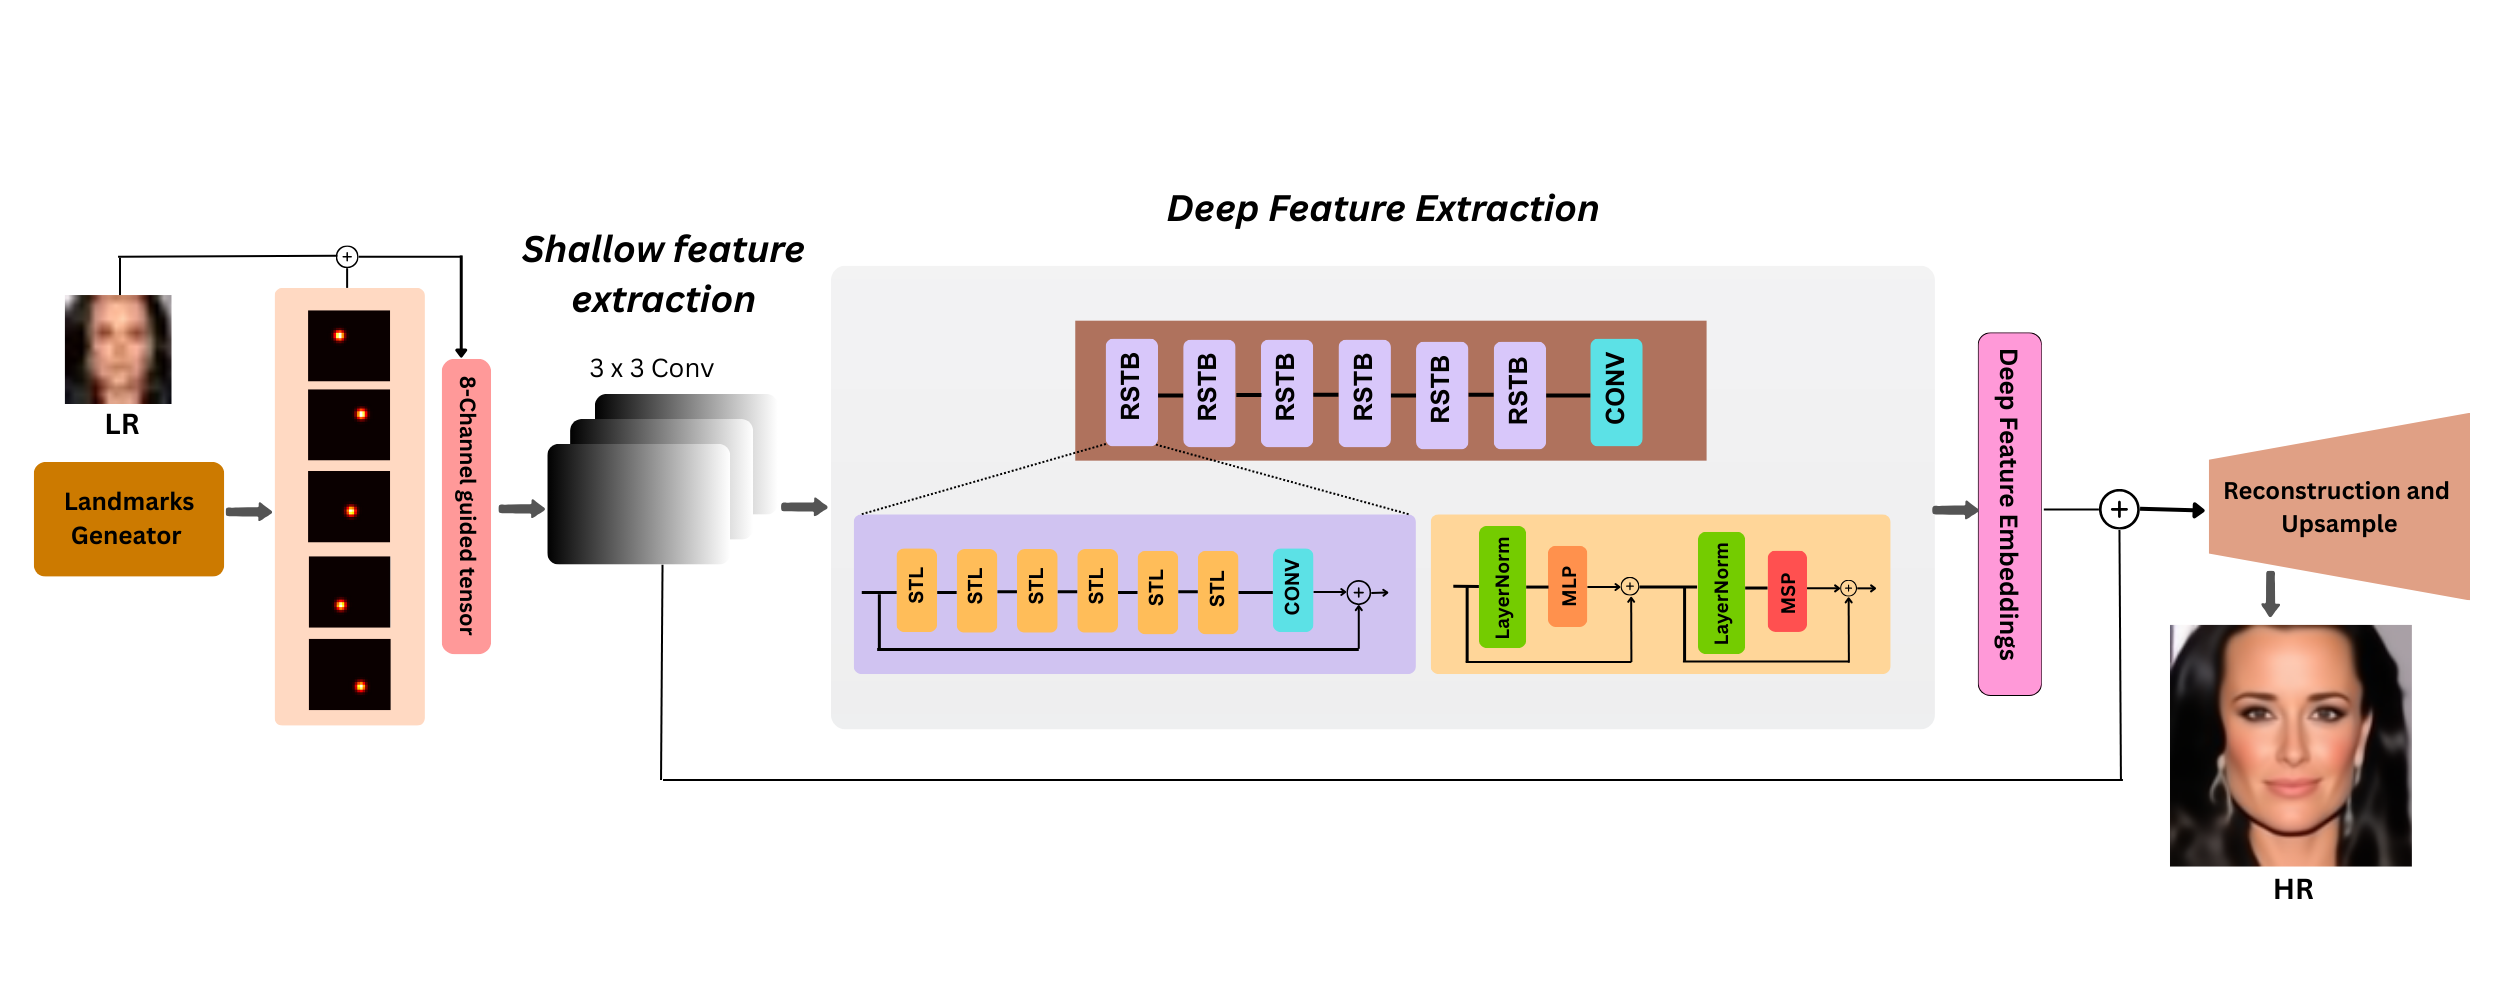 Deep Feature Extraction
Shallow feature
extraction
3 x 3 Conv
LR
Landmarks
Geneator
8-Channel guided tensor
RSTB
RSTB
RSTB
RSTB
RSTB
RSTB
CONV
STL
STL
STL
STL
STL
STL
CONV
LayerNorm
MLP
LayerNorm
MSP
Deep Feature Embeddings
Reconstruction and
Upsample
HR